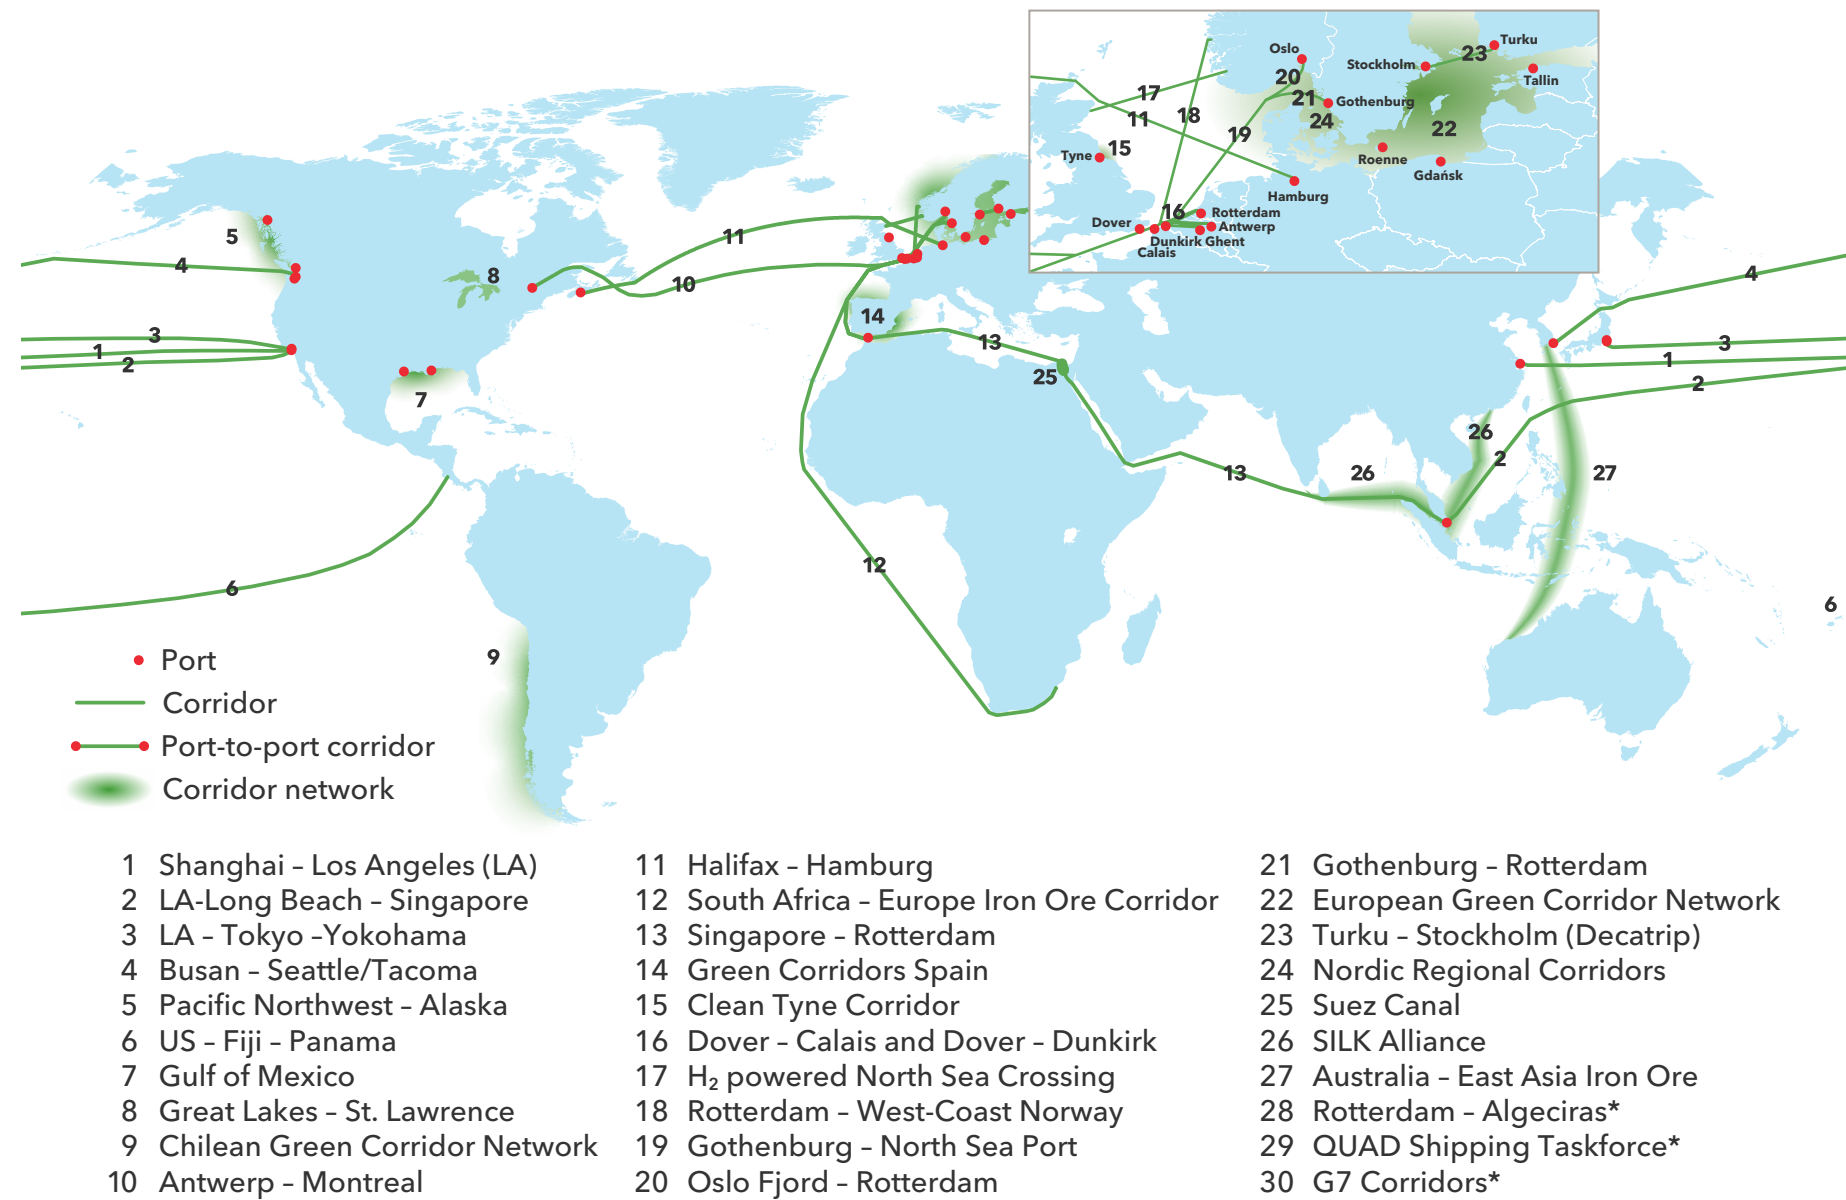 Oslo
Turku
23
Stockholm
20
Tallin
17
21
Gothenburg
18
11
24
22
19
15
Tyne
Roenne
Gdańsk
Hamburg
16
Rotterdam
Dover
Antwerp
Dunkirk
Ghent
Calais
5
11
4
8
10
4
14
3
13
3
1
1
2
25
2
7
26
2
13
26
27
12
6
6
9
Port
Corridor
Port-to-port corridor
Corridor network
1 Shanghai – Los Angeles (LA)
2 LA-Long Beach – Singapore
3 LA – Tokyo –Yokohama
4 Busan – Seattle/Tacoma
5 Pacific Northwest – Alaska
6 US – Fiji – Panama
7 Gulf of Mexico
8 Great Lakes – St. Lawrence
9 Chilean Green Corridor Network
10 Antwerp – Montreal
11 Halifax – Hamburg
12 South Africa – Europe Iron Ore Corridor
13 Singapore – Rotterdam
14 Green Corridors Spain
15 Clean Tyne Corridor
16 Dover – Calais and Dover – Dunkirk
17 H₂ powered North Sea Crossing
18 Rotterdam – West-Coast Norway
19 Gothenburg – North Sea Port
20 Oslo Fjord – Rotterdam
21 Gothenburg – Rotterdam
22 European Green Corridor Network
23 Turku – Stockholm (Decatrip)
24 Nordic Regional Corridors
25 Suez Canal
26 SILK Alliance
27 Australia – East Asia Iron Ore
28 Rotterdam – Algeciras*
29 QUAD Shipping Taskforce*
30 G7 Corridors*